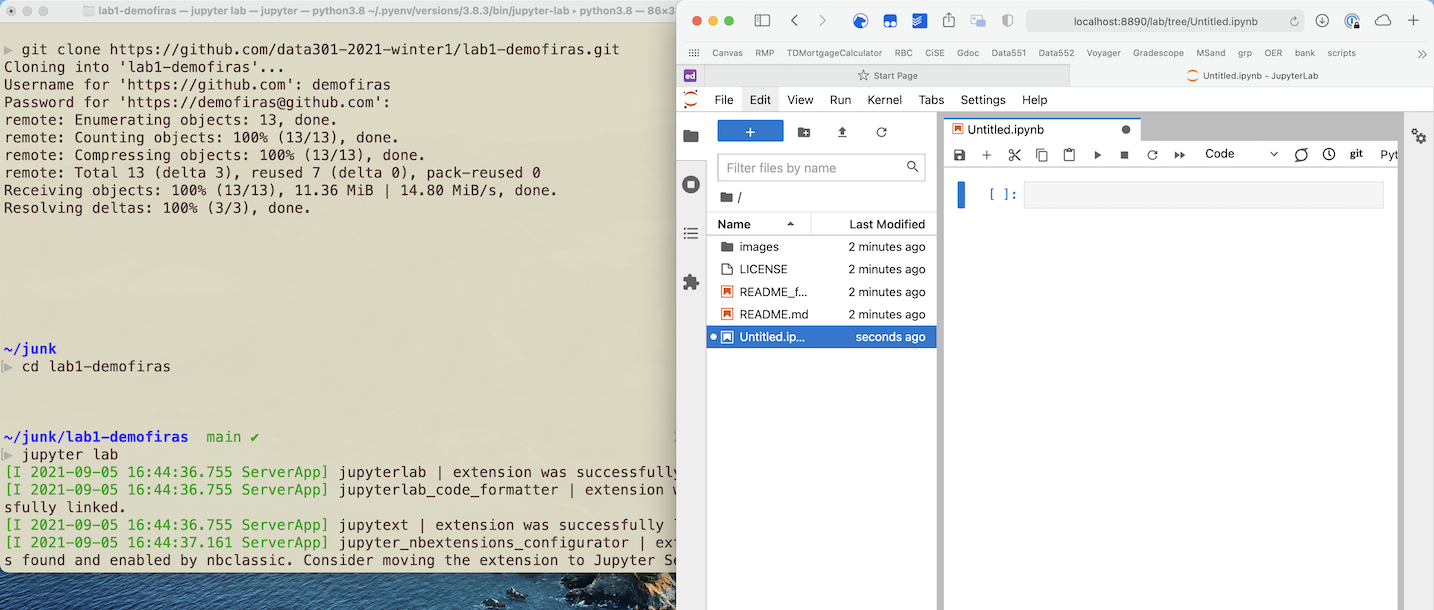 lab1-demofiras — jupyter lab — jupyter — python3.8 ~/.pyenv/versions/3.8.3/bin/jupyter-lab ▸ python3.8 — 86×3
git clone https://github.com/data301-2021-winter1/lab1-demofiras.git
Cloning into 'lab1-demofiras'...
Username for 'https://github.com': demofiras
Password for 'https://demofiras@github.com':
remote: Enumerating objects: 13, done.
remote: Counting objects: 100% (13/13), done.
remote: Compressing objects: 100% (13/13), done.
remote: Total 13 (delta 3), reused 7 (delta 0), pack-reused 0
Receiving objects: 100% (13/13), 11.36 MiB | 14.80 MiB/s, done.
Resolving deltas: 100% (3/3), done.
~/junk
cd lab1-demofiras
~/junk/lab1-demofiras main ✔
jupyter lab
[I 2021-09-05 16:44:36.755 ServerApp] jupyterlab | extension was successfully
[I 2021-09-05 16:44:36.755 ServerApp] jupyterlab_code_formatter | extension
sfully linked.
[I 2021-09-05 16:44:36.755 ServerApp] jupytext | extension was successfully
[I 2021-09-05 16:44:37.161 ServerApp] jupyter_nbextensions_configurator | ex
s found and enabled by nbclassic. Consider moving the extension to Jupyter Se
localhost:8890/lab/tree/Untitled.ipynb
Canvas RMP TDMortgageCalculator RBC CiSE Gdoc Data551 Data552 Voyager Gradescope MSand grp OER bank scripts
ed Start Page Untitled.ipynb - JupyterLab
File Edit View Run Kernel Tabs Settings Help
+
Filter files by name
/
Name Last Modified
images 2 minutes ago
LICENSE 2 minutes ago
README_f... 2 minutes ago
README.md 2 minutes ago
Untitled.ip... seconds ago
Untitled.ipynb
Code git Pyt
[ ]: